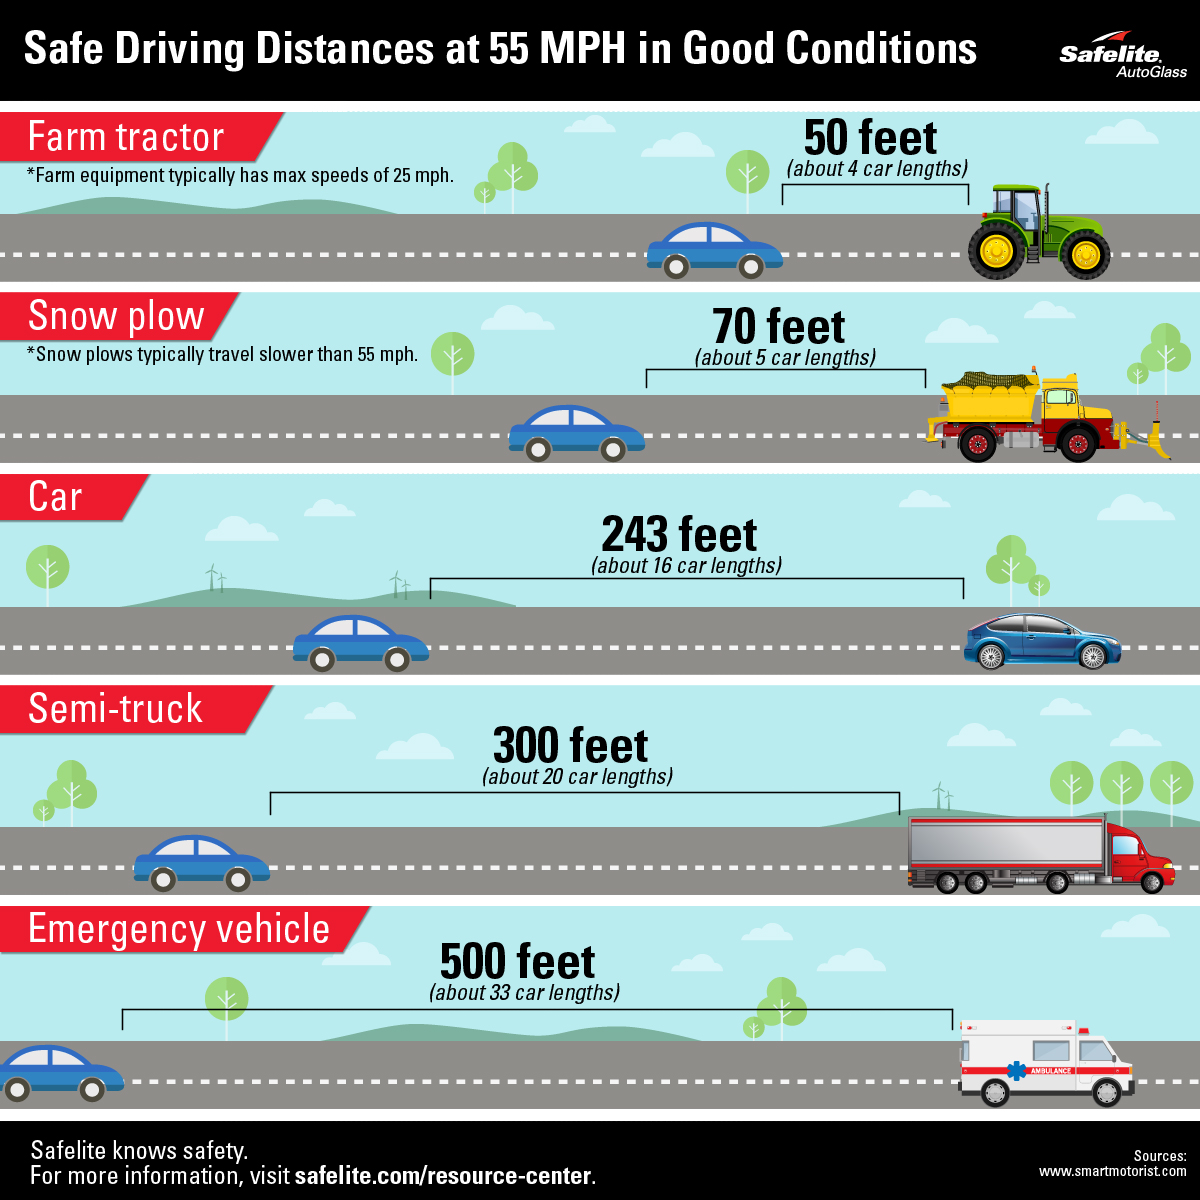 Safe Driving Distances at 55 MPH in Good Conditions
Safelite.
AutoGlass
Farm tractor
*Farm equipment typically has max speeds of 25 mph.
50 feet
(about 4 car lengths)
Snow plow
*Snow plows typically travel slower than 55 mph.
70 feet
(about 5 car lengths)
Car
243 feet
(about 16 car lengths)
Semi-truck
300 feet
(about 20 car lengths)
Emergency vehicle
500 feet
(about 33 car lengths)
AMBULANCE
Safelite knows safety.
For more information, visit safelite.com/resource-center.
Sources:
www.smartmotorist.com